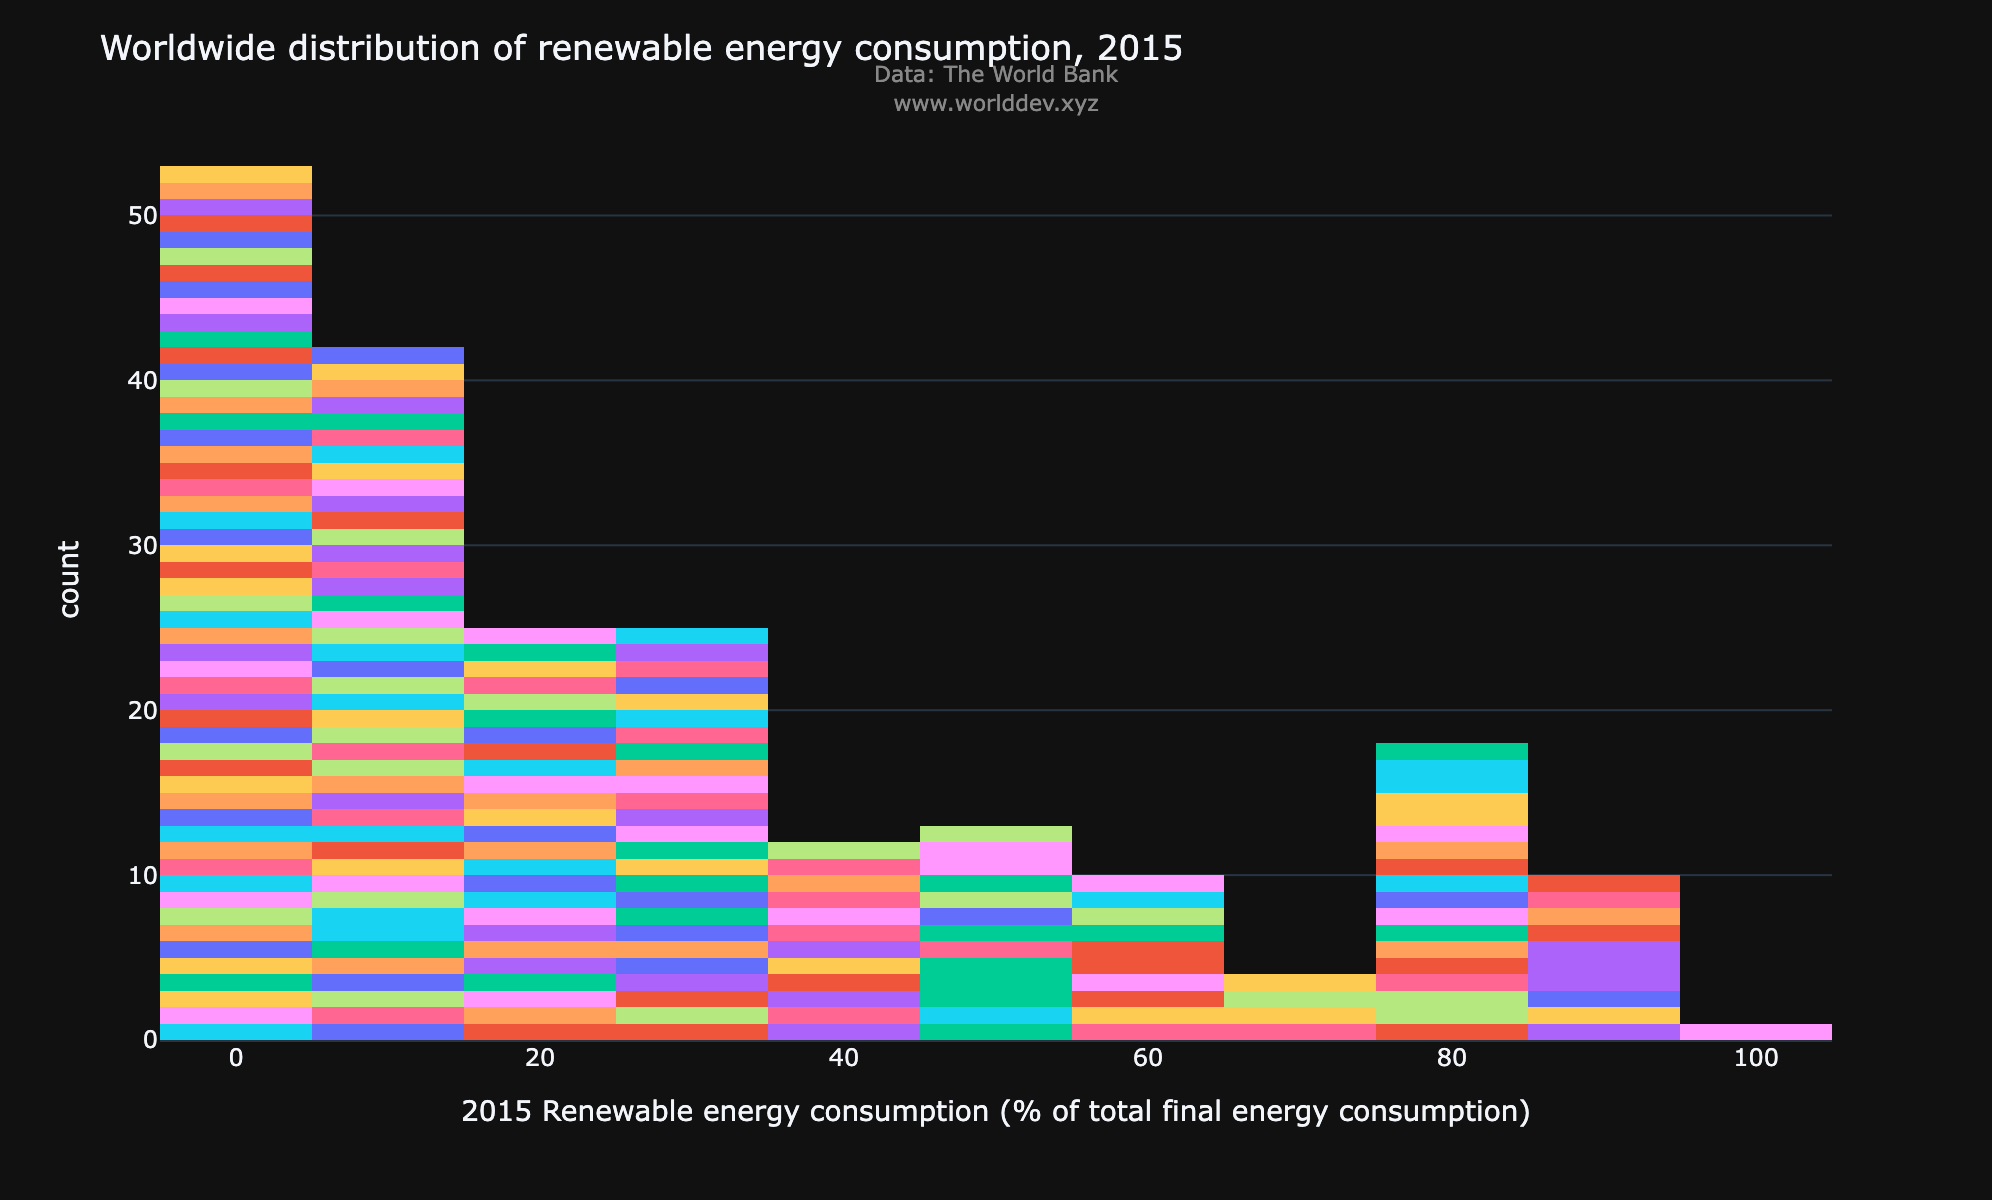 Worldwide distribution of renewable energy consumption, 2015
Data: The World Bank
www.worlddev.xyz
50
40
30
20
10
0
count
0 20 40 60 80 100
2015 Renewable energy consumption (% of total final energy consumption)